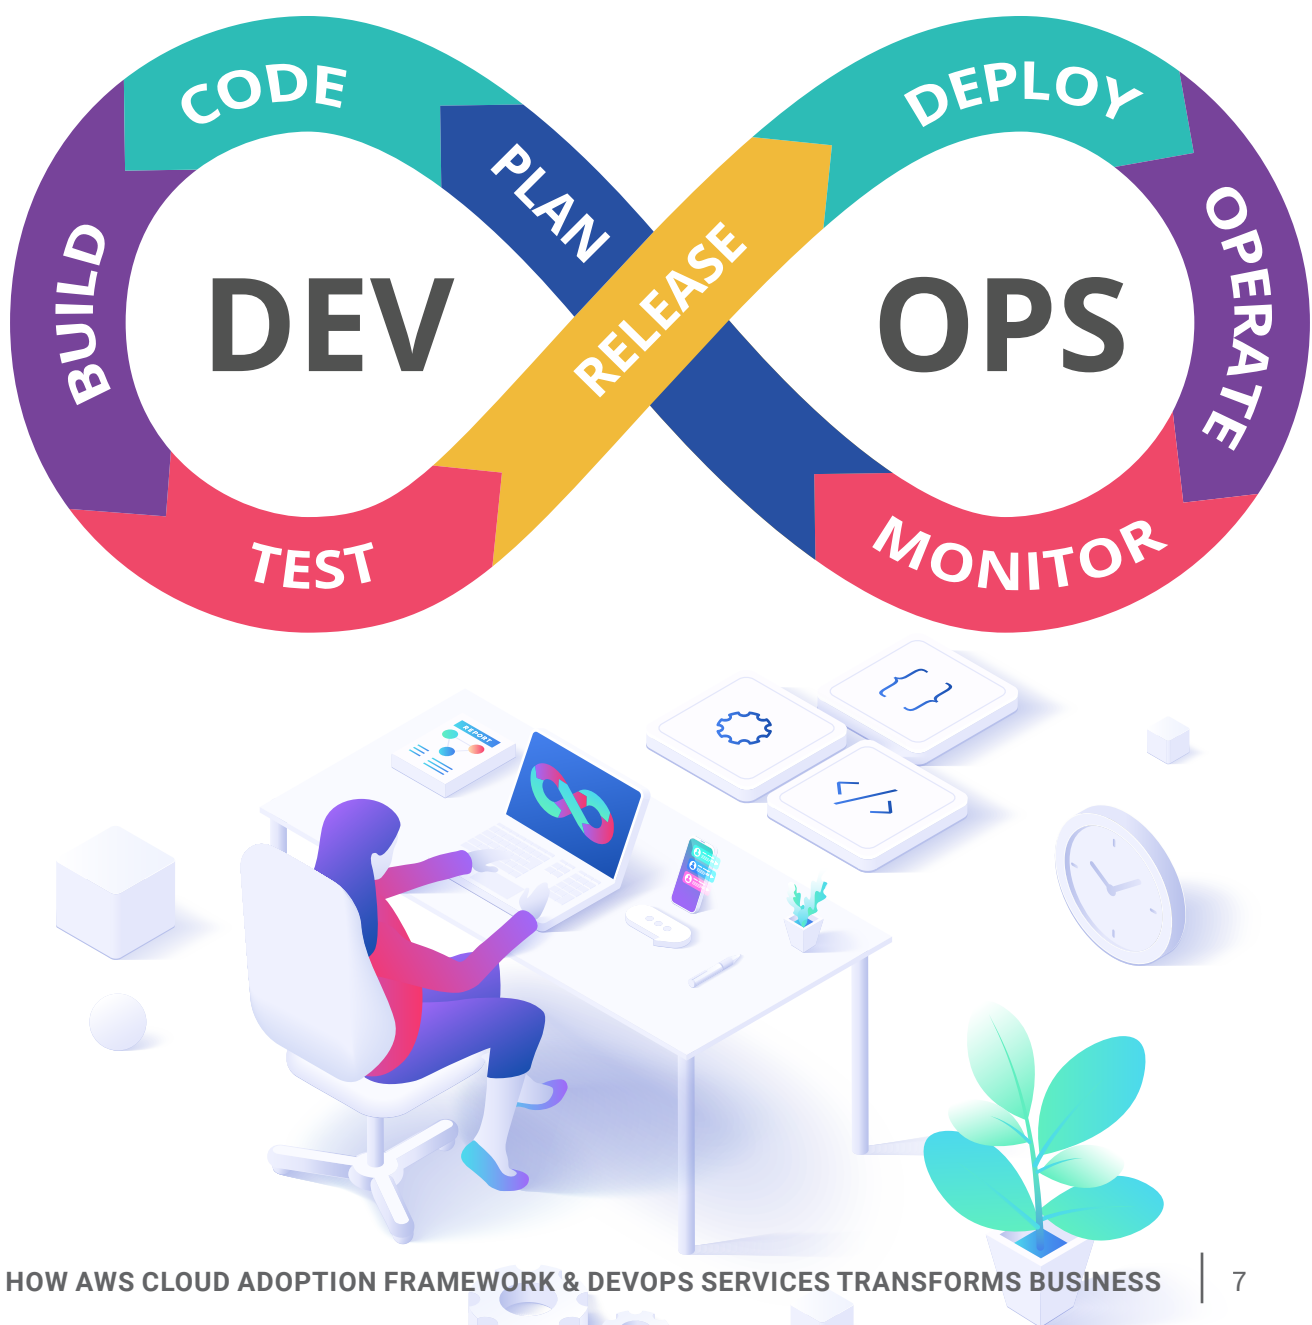 CODE
DEPLOY
PLAN
BUILD
DEV
RELEASE
OPS
OPERATE
TEST
MONITOR
REPORT
HOW AWS CLOUD ADOPTION FRAMEWORK & DEVOPS SERVICES TRANSFORMS BUSINESS
7